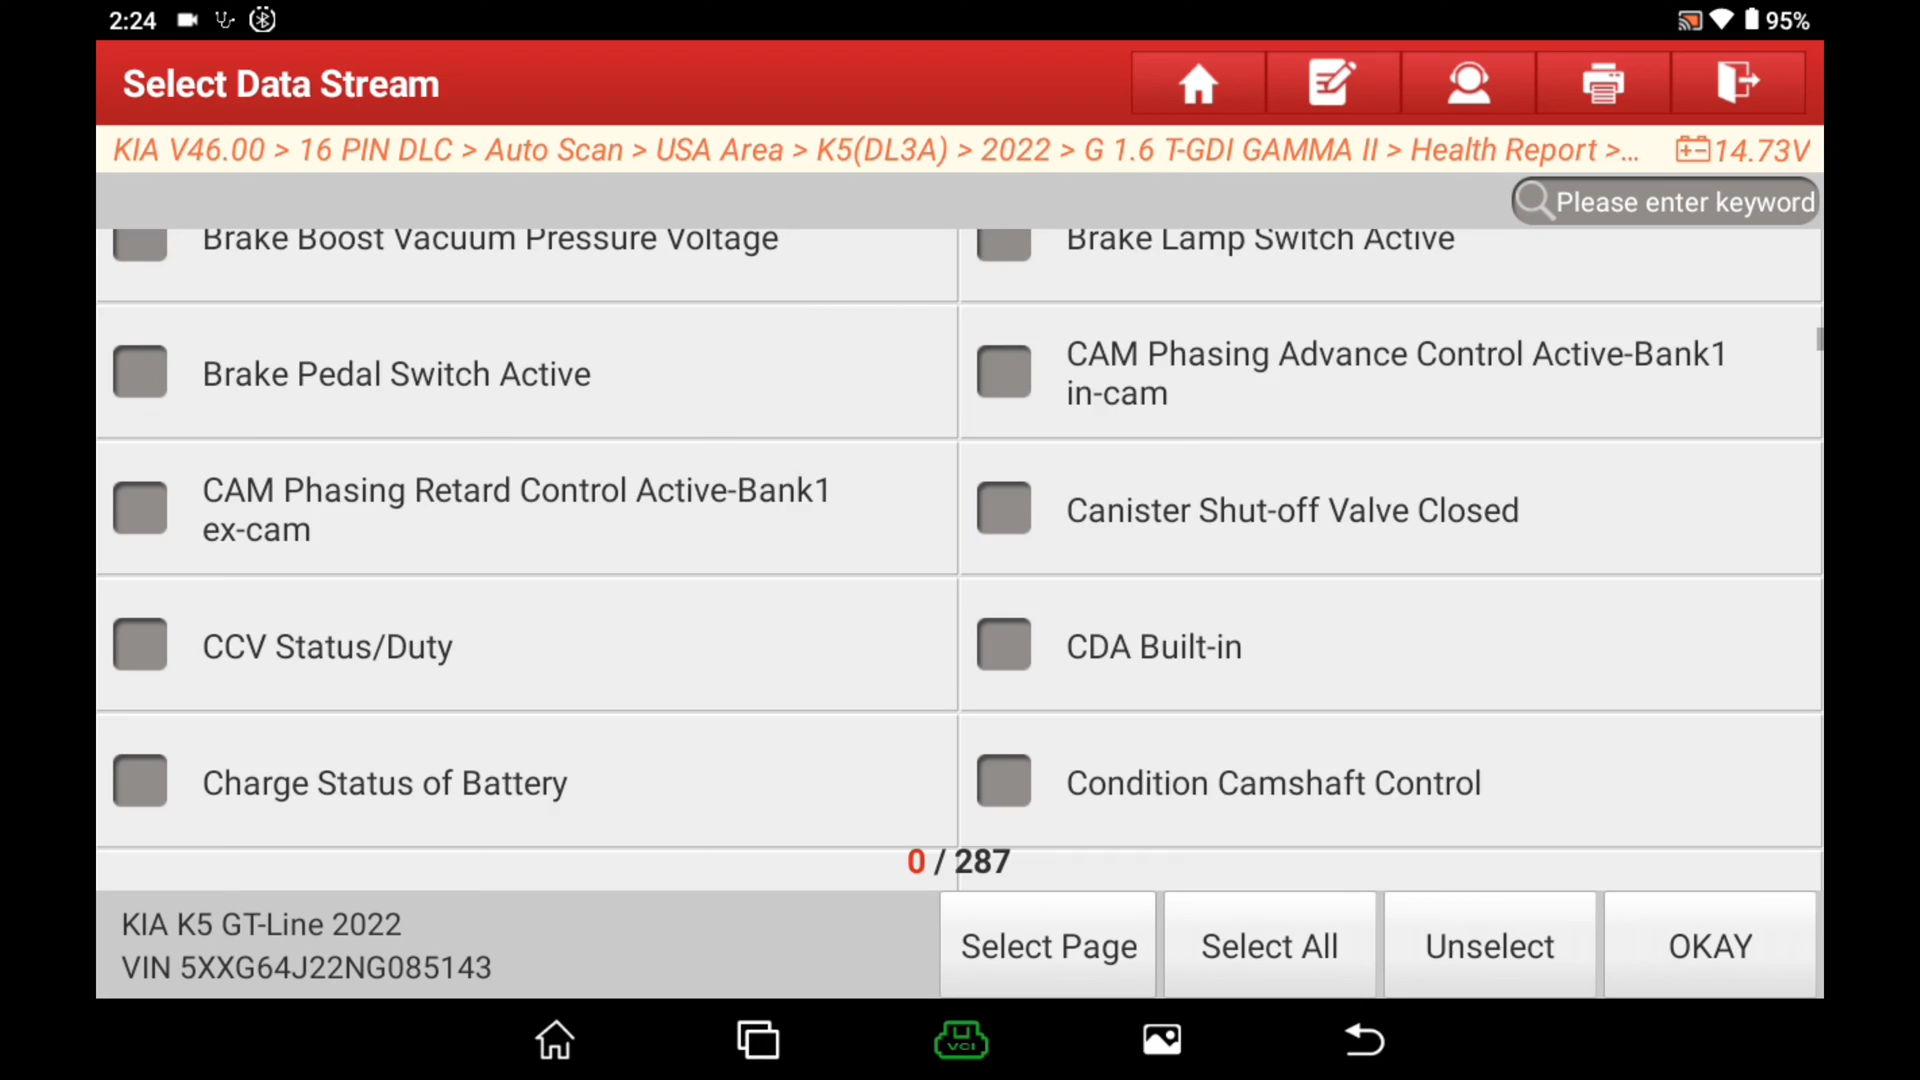 2:24
95%
Select Data Stream
KIA V46.00 > 16 PIN DLC > Auto Scan > USA Area > K5(DL3A) > 2022 > G 1.6 T-GDI GAMMA II > Health Report >...
14.73V
Please enter keyword
Brake Boost Vacuum Pressure Voltage
Brake Lamp Switch Active
Brake Pedal Switch Active
CAM Phasing Advance Control Active-Bank1
in-cam
CAM Phasing Retard Control Active-Bank1
ex-cam
Canister Shut-off Valve Closed
CCV Status/Duty
CDA Built-in
Charge Status of Battery
Condition Camshaft Control
0 / 287
KIA K5 GT-Line 2022
VIN 5XXG64J22NG085143
Select Page
Select All
Unselect
OKAY
VCI